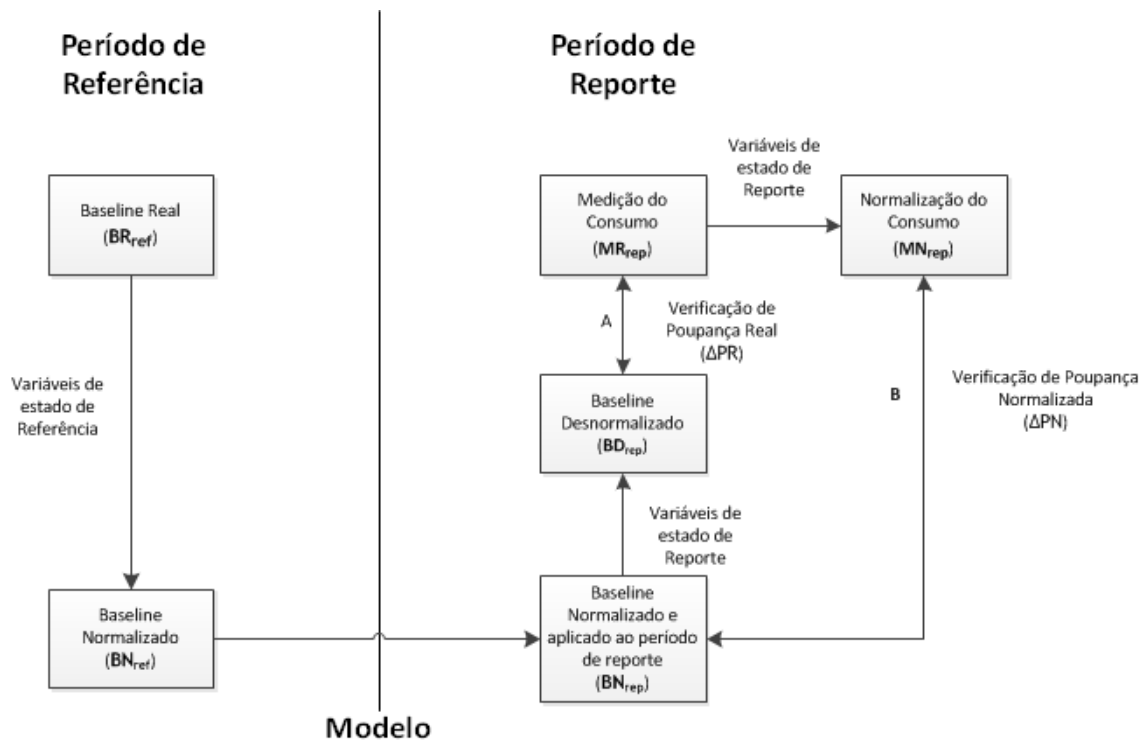 Período de
Referência
Período de
Reporte
Baseline Real
(BRref)
Variáveis de
estado de
Referência
Baseline
Normalizado
(BNref)
Medição do
Consumo
(MRrep)
Variáveis de
estado de
Reporte
Normalização do
Consumo
(MNrep)
A
Verificação de
Poupança Real
(ΔPR)
Baseline
Desnormalizado
(BDrep)
B
Verificação de Poupança
Normalizada
(ΔPN)
Variáveis de
estado de
Reporte
Baseline
Normalizado e
aplicado ao período
de reporte
(BNrep)
Modelo